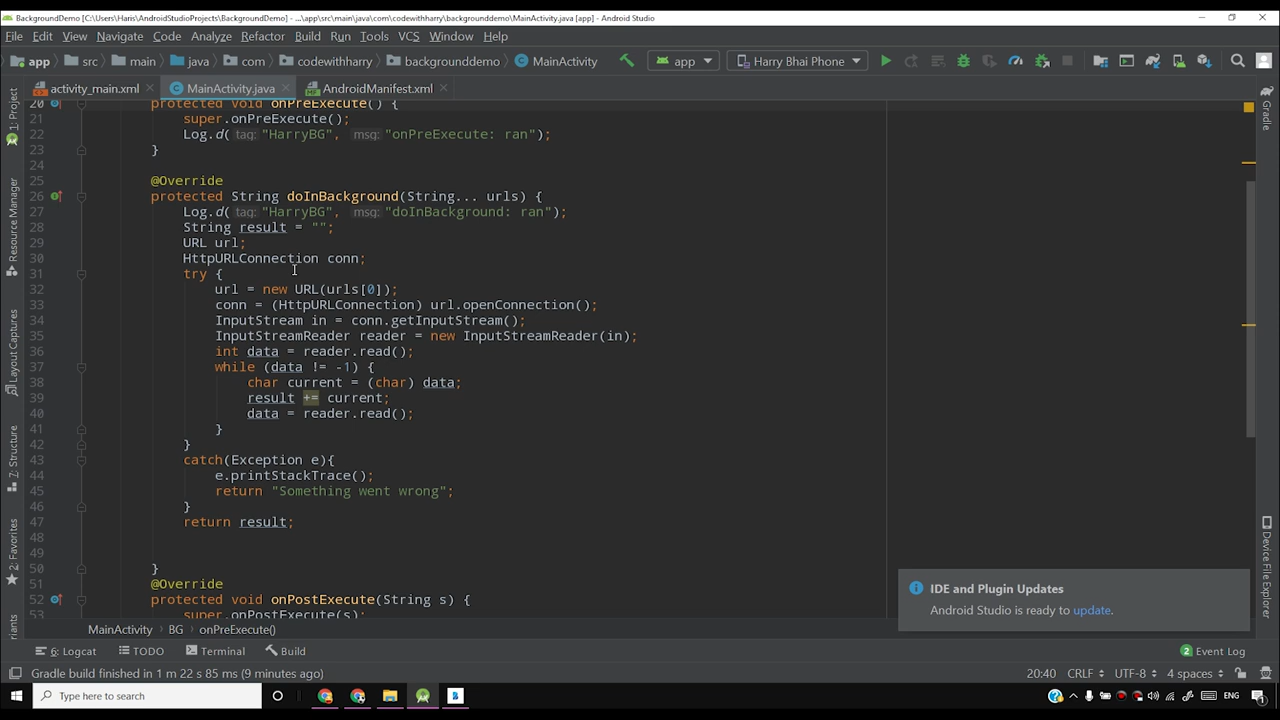 BackgroundDemo [C:\Users\Haris\AndroidStudioProjects\BackgroundDemo] - ...\app\src\main\java\com\codewithharry\backgrounddemo\MainActivity.java [app] - Android Studio
File Edit View Navigate Code Analyze Refactor Build Run Tools VCS Window Help
app src main java com codewithharry backgrounddemo MainActivity app Harry Bhai Phone
activity_main.xml MainActivity.java AndroidManifest.xml
20 protected void onPreExecute() {
21 super.onPreExecute();
22 Log.d( tag: "HarryBG", msg: "onPreExecute: ran");
23 }
24
25 @Override
26 protected String doInBackground(String... urls) {
27 Log.d( tag: "HarryBG", msg: "doInBackground: ran");
28 String result = "";
29 URL url;
30 HttpURLConnection conn;
31 try {
32 url = new URL(urls[0]);
33 conn = (HttpURLConnection) url.openConnection();
34 InputStream in = conn.getInputStream();
35 InputStreamReader reader = new InputStreamReader(in);
36 int data = reader.read();
37 while (data != -1) {
38 char current = (char) data;
39 result += current;
40 data = reader.read();
41 }
42 }
43 catch(Exception e){
44 e.printStackTrace();
45 return "Something went wrong";
46 }
47 return result;
48
49
50 }
51 @Override
52 protected void onPostExecute(String s) {
53 super.onPostExecute(s);
1: Project
Resource Manager
Layout Captures
7: Structure
2: Favorites
riants
Gradle
Device File Explorer
IDE and Plugin Updates
Android Studio is ready to update.
MainActivity BG onPreExecute()
6: Logcat TODO Terminal Build 2 Event Log
Gradle build finished in 1 m 22 s 85 ms (9 minutes ago) 20:40 CRLF UTF-8 4 spaces
Type here to search ENG 1